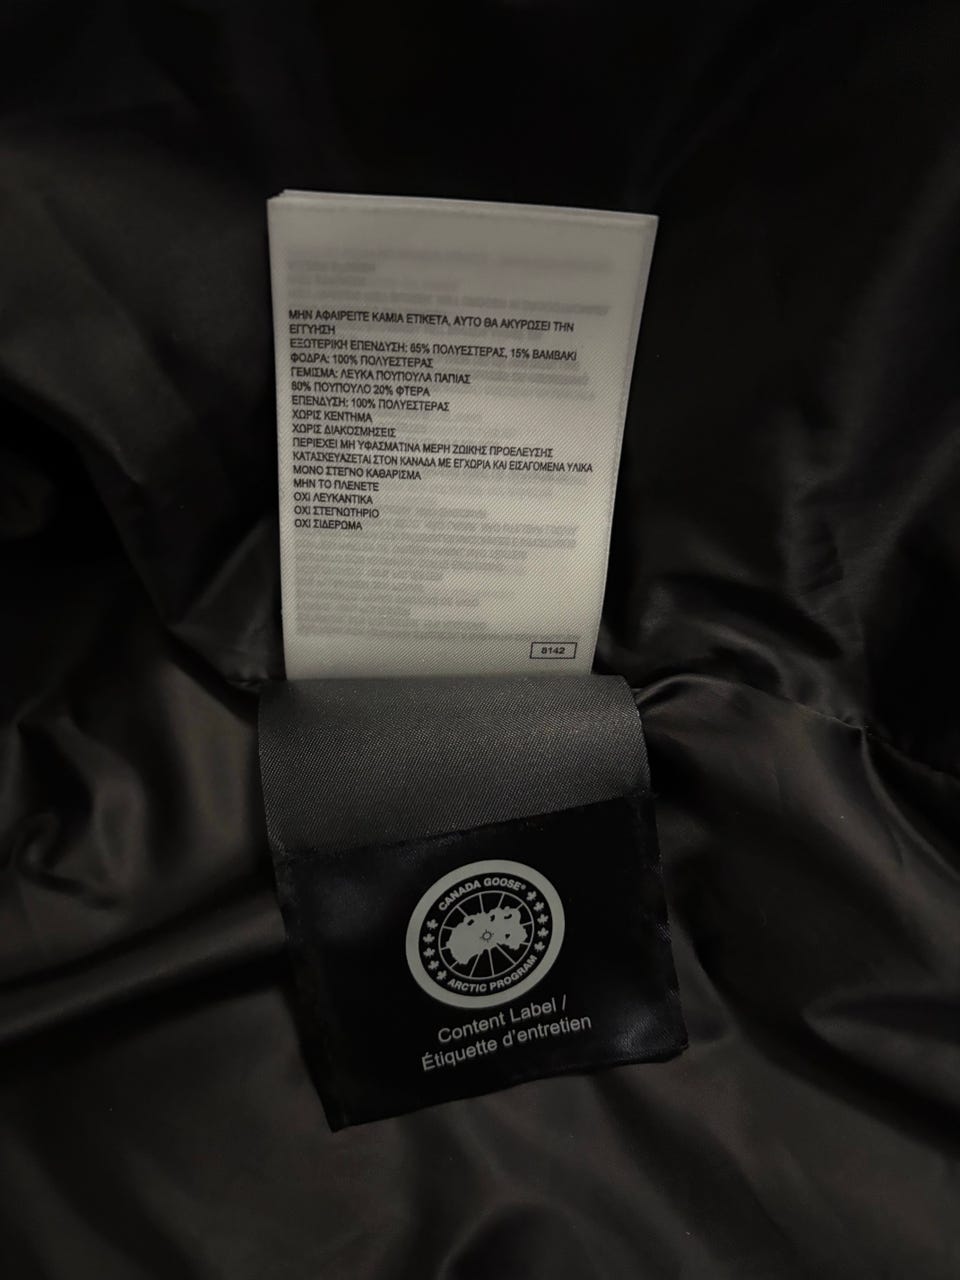 ΜΗΝ ΑΦΑΙΡΕΙΤΕ ΚΑΜΙΑ ΕΤΙΚΕΤΑ, ΑΥΤΟ ΘΑ ΑΚΥΡΩΣΕΙ ΤΗΝ
ΕΓΓΥΗΣΗ
ΕΞΩΤΕΡΙΚΗ ΕΠΕΝΔΥΣΗ: 85% ΠΟΛΥΕΣΤΕΡΑΣ, 15% ΒΑΜΒΑΚΙ
ΦΟΔΡΑ: 100% ΠΟΛΥΕΣΤΕΡΑΣ
ΓΕΜΙΣΜΑ: ΛΕΥΚΑ ΠΟΥΠΟΥΛΑ ΠΑΠΙΑΣ
80% ΠΟΥΠΟΥΛΟ 20% ΦΤΕΡΑ
ΕΠΕΝΔΥΣΗ: 100% ΠΟΛΥΕΣΤΕΡΑΣ
ΧΩΡΙΣ ΚΕΝΤΗΜΑ
ΧΩΡΙΣ ΔΙΑΚΟΣΜΗΣΕΙΣ
ΠΕΡΙΕΧΕΙ ΜΗ ΥΦΑΣΜΑΤΙΝΑ ΜΕΡΗ ΖΩΙΚΗΣ ΠΡΟΕΛΕΥΣΗΣ
ΚΑΤΑΣΚΕΥΑΖΕΤΑΙ ΣΤΟΝ ΚΑΝΑΔΑ ΜΕ ΕΓΧΩΡΙΑ ΚΑΙ ΕΙΣΑΓΟΜΕΝΑ ΥΛΙΚΑ
ΜΟΝΟ ΣΤΕΓΝΟ ΚΑΘΑΡΙΣΜΑ
ΜΗΝ ΤΟ ΠΛΕΝΕΤΕ
ΟΧΙ ΛΕΥΚΑΝΤΙΚΑ
ΟΧΙ ΣΤΕΓΝΩΤΗΡΙΟ
ΟΧΙ ΣΙΔΕΡΩΜΑ
8142
CANADA GOOSE®
ARCTIC PROGRAM
Content Label /
Étiquette d'entretien